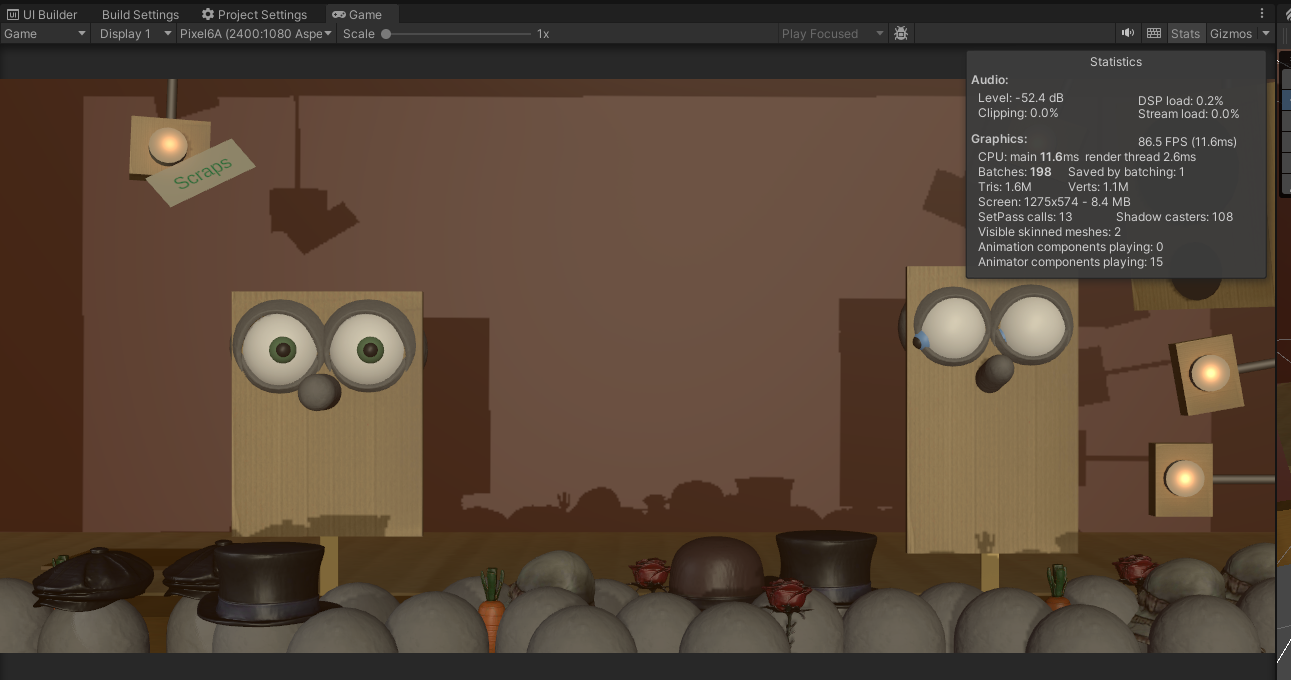 UI Builder Build Settings Project Settings Game
Game Display 1 Pixel6A (2400:1080 Aspe Scale 1x Play Focused Stats Gizmos
Statistics
Audio:
Level: -52.4 dB DSP load: 0.2%
Clipping: 0.0% Stream load: 0.0%
Graphics: 86.5 FPS (11.6ms)
CPU: main 11.6ms render thread 2.6ms
Batches: 198 Saved by batching: 1
Tris: 1.6M Verts: 1.1M
Screen: 1275x574 - 8.4 MB
SetPass calls: 13 Shadow casters: 108
Visible skinned meshes: 2
Animation components playing: 0
Animator components playing: 15
Scraps